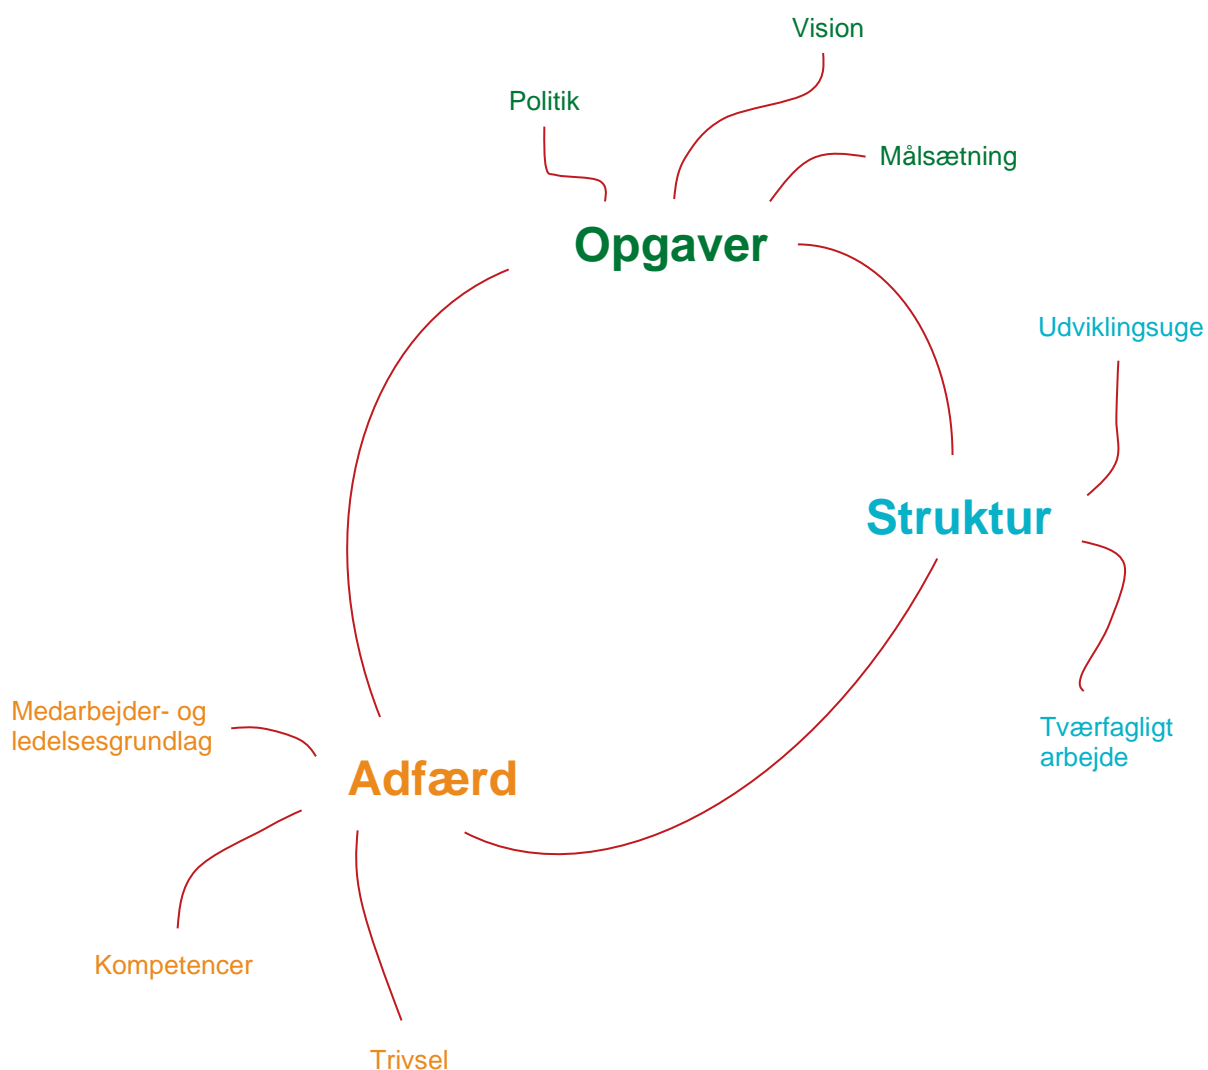 Vision
Politik
Målsætning
Opgaver
Udviklingsuge
Struktur
Medarbejder- og
ledelsesgrundlag
Tværfagligt
arbejde
Adfærd
Kompetencer
Trivsel